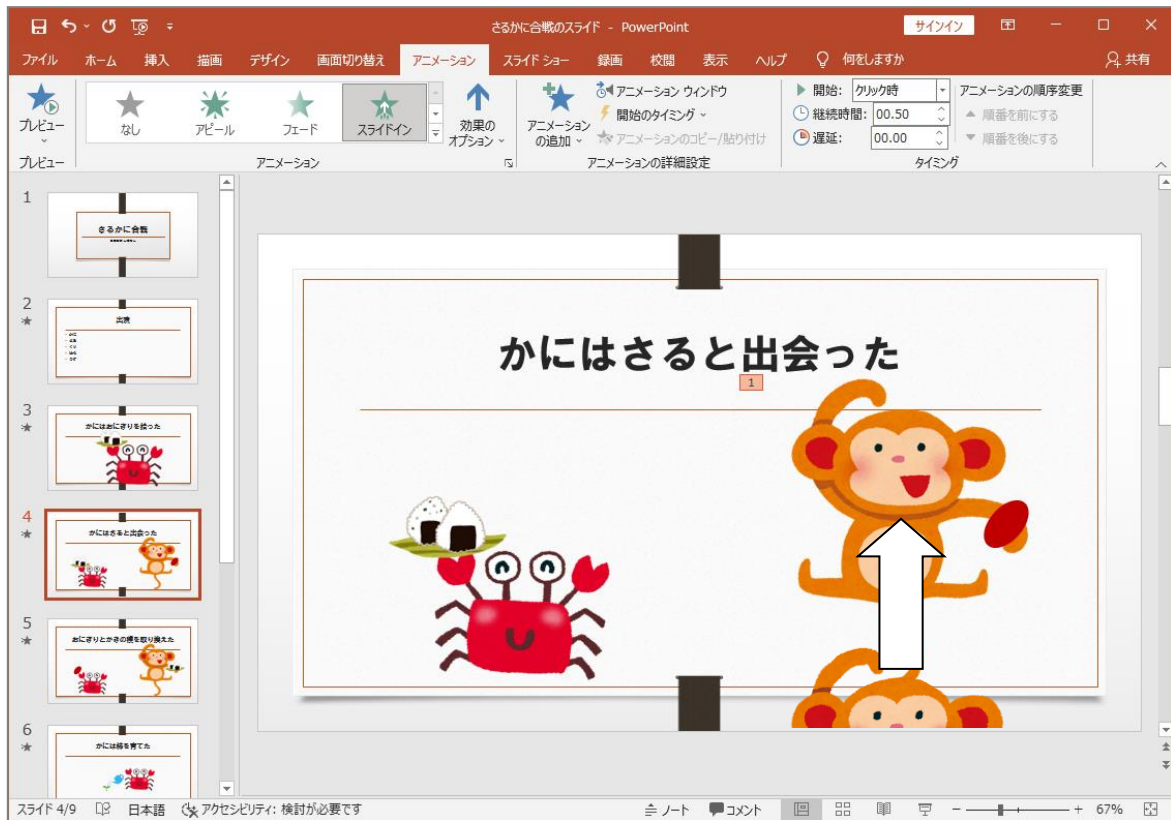 さるかに合戦のスライド - PowerPoint
サインイン
ファイル ホーム 挿入 描画 デザイン 画面切り替え アニメーション スライド ショー 録画 校閲 表示 ヘルプ 何をしますか 共有
プレビュー
なし アピール フェード スライドイン
効果のオプション
アニメーションの追加
アニメーション ウィンドウ
開始のタイミング
アニメーションのコピー/貼り付け
開始: クリック時
継続時間: 00.50
遅延: 00.00
アニメーションの順序変更
順番を前にする
順番を後にする
プレビュー アニメーション アニメーションの詳細設定 タイミング
1
さるかに合戦
2
出演
3
かにはおにぎりを拾った
4
かにはさると出会った
5
おにぎりとかきの種を取り換えた
6
かには柿を育てた
かにはさると出会った
1
スライド 4/9 日本語 アクセシビリティ: 検討が必要です ノート コメント 67%